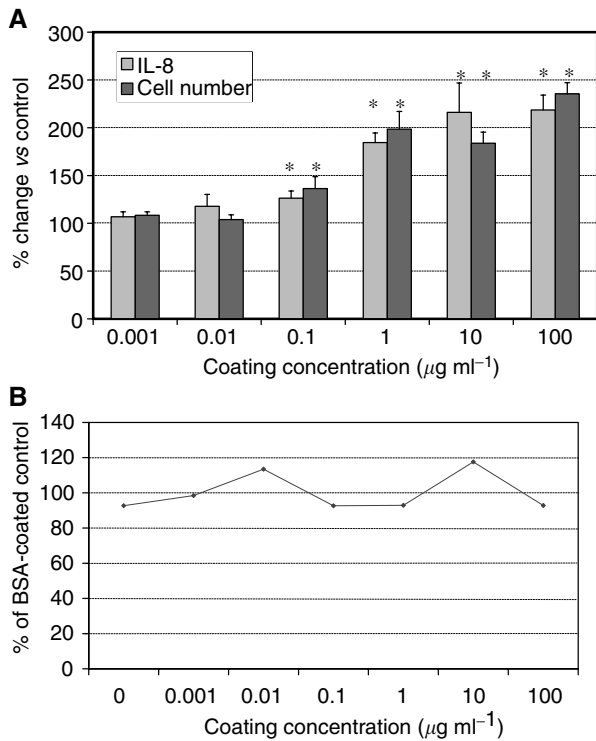 A
300
250
200
150
100
50
0
% change vs control
IL-8
Cell number
* * * * * * * *
0.001 0.01 0.1 1 10 100
Coating concentration (μg ml⁻¹)
B
140
120
100
80
60
40
20
0
% of BSA-coated control
0 0.001 0.01 0.1 1 10 100
Coating concentration (μg ml⁻¹)